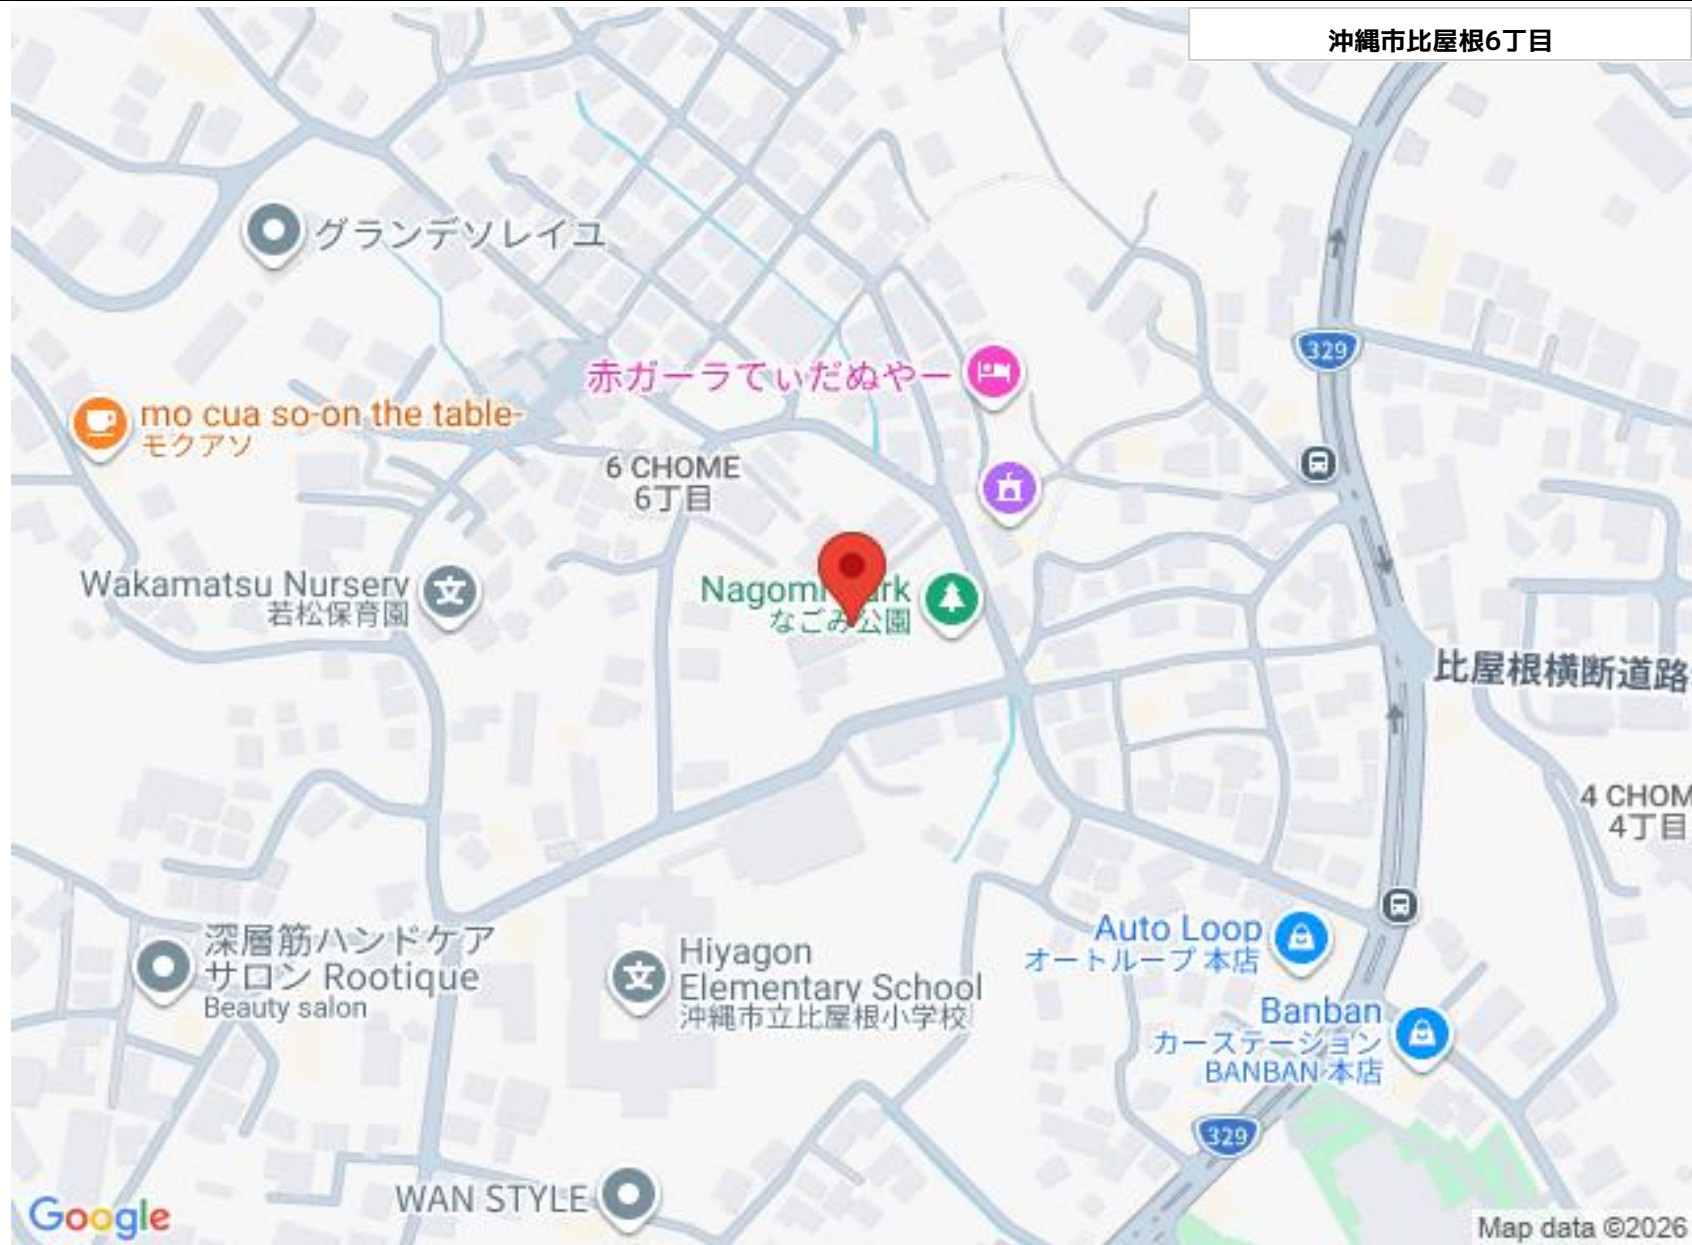 沖縄市比屋根6丁目
グランデソレイユ
329
赤ガーラてぃだぬやー
mo cua so-on the table-
モクアソ
6 CHOME
6丁目
Wakamatsu Nursery
若松保育園
Nagomi
なごみ公園
比屋根横断道路
4 CHOM
4丁目
深層筋ハンドケア
サロン Rootique
Beauty salon
Hiyagon
Elementary School
沖縄市立比屋根小学校
Auto Loop
オートループ 本店
Banban
カーステーション
BANBAN 本店
329
WAN STYLE
Google
Map data ©2026